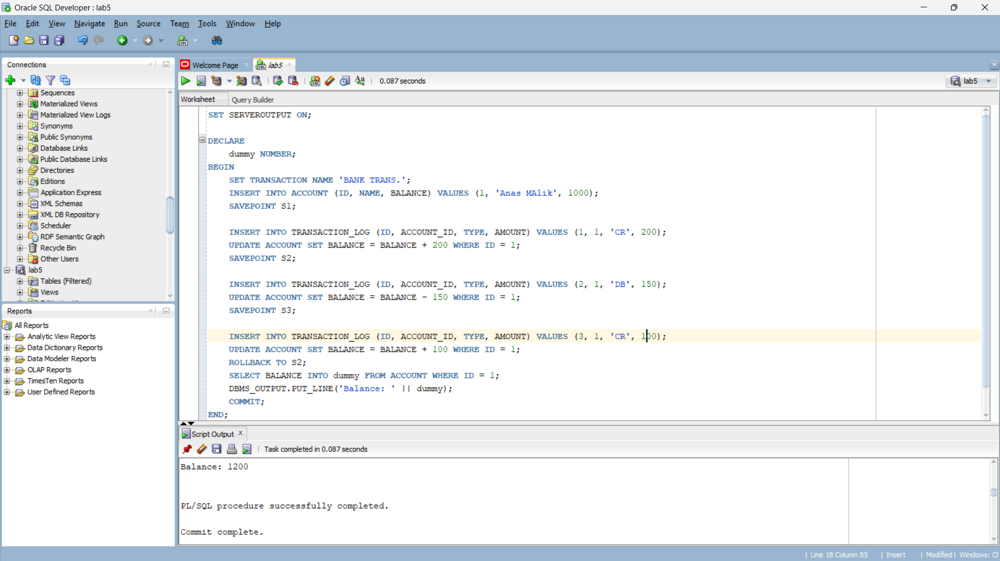 Oracle SQL Developer : lab5
File Edit View Navigate Run Source Team Tools Window Help
Connections
Sequences
Materialized Views
Materialized View Logs
Synonyms
Public Synonyms
Database Links
Public Database Links
Directories
Editions
Application Express
XML Schemas
XML DB Repository
Scheduler
RDF Semantic Graph
Recycle Bin
Other Users
lab5
Tables (Filtered)
Views
Reports
All Reports
Analytic View Reports
Data Dictionary Reports
Data Modeler Reports
OLAP Reports
TimesTen Reports
User Defined Reports
Welcome Page lab5
0.087 seconds lab5
Worksheet Query Builder
SET SERVEROUTPUT ON;
DECLARE
dummy NUMBER;
BEGIN
SET TRANSACTION NAME 'BANK TRANS.';
INSERT INTO ACCOUNT (ID, NAME, BALANCE) VALUES (1, 'Anas MAlik', 1000);
SAVEPOINT S1;
INSERT INTO TRANSACTION_LOG (ID, ACCOUNT_ID, TYPE, AMOUNT) VALUES (1, 1, 'CR', 200);
UPDATE ACCOUNT SET BALANCE = BALANCE + 200 WHERE ID = 1;
SAVEPOINT S2;
INSERT INTO TRANSACTION_LOG (ID, ACCOUNT_ID, TYPE, AMOUNT) VALUES (2, 1, 'DB', 150);
UPDATE ACCOUNT SET BALANCE = BALANCE - 150 WHERE ID = 1;
SAVEPOINT S3;
INSERT INTO TRANSACTION_LOG (ID, ACCOUNT_ID, TYPE, AMOUNT) VALUES (3, 1, 'CR', 100);
UPDATE ACCOUNT SET BALANCE = BALANCE + 100 WHERE ID = 1;
ROLLBACK TO S2;
SELECT BALANCE INTO dummy FROM ACCOUNT WHERE ID = 1;
DBMS_OUTPUT.PUT_LINE('Balance: ' || dummy);
COMMIT;
END;
Script Output
Task completed in 0.087 seconds
Balance: 1200
PL/SQL procedure successfully completed.
Commit complete.
Line 18 Column 85 | Insert | Modified | Windows: